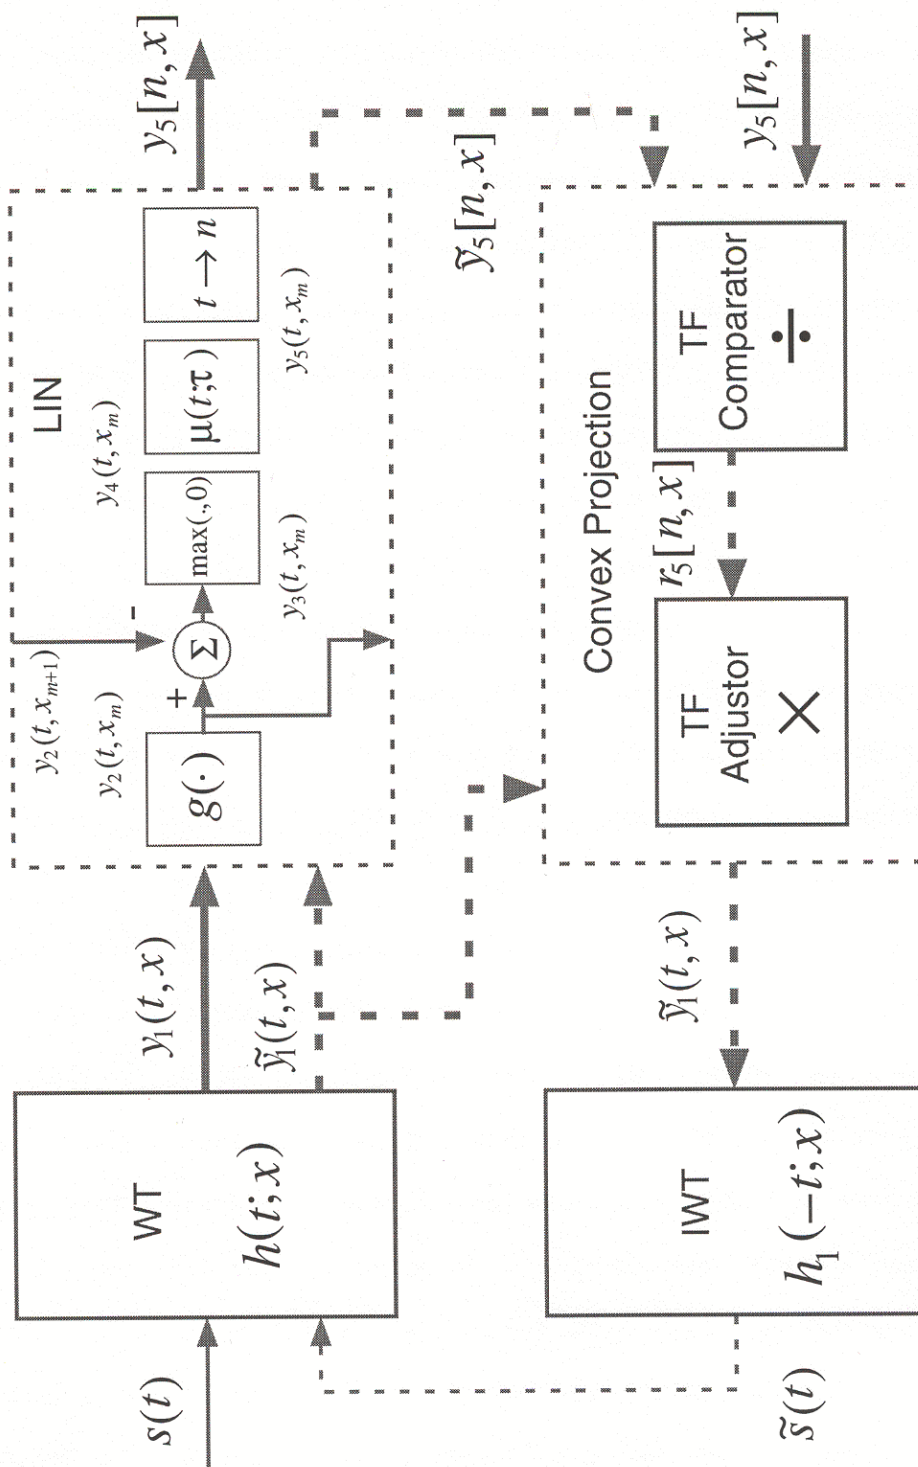 s(t)
WT
h(t;x)
y₁(t,x)
ỹ₁(t,x)
LIN
y₂(t,xₘ₊₁)
y₂(t,xₘ)
g(·)
+
-
Σ
y₃(t,xₘ)
max(.,0)
y₄(t,xₘ)
μ(t;τ)
y₅(t,xₘ)
t→n
y₅[n,x]
ỹ₅[n,x]
y₅[n,x]
Convex Projection
TF
Comparator
÷
r₅[n,x]
TF
Adjustor
×
ỹ₁(t,x)
IWT
h₁(−t;x)
s̃(t)